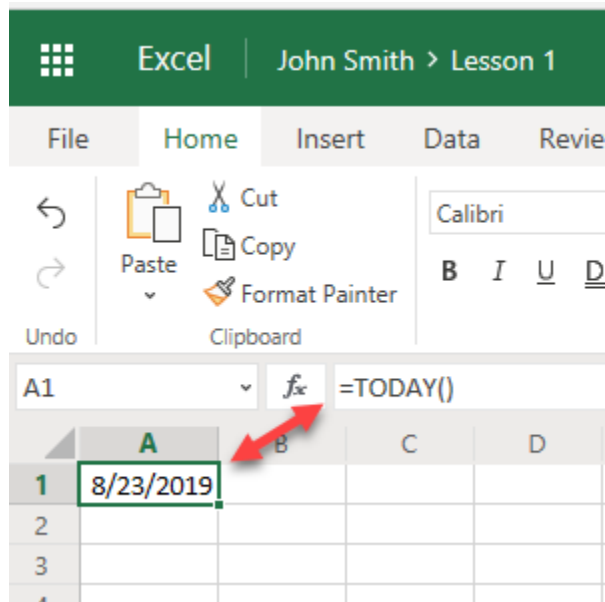 Excel John Smith > Lesson 1
File Home Insert Data Revie
Cut
Copy
Paste
Format Painter
Calibri
B I U D
Undo Clipboard
A1 fx =TODAY()
A B C D
1 8/23/2019
2
3